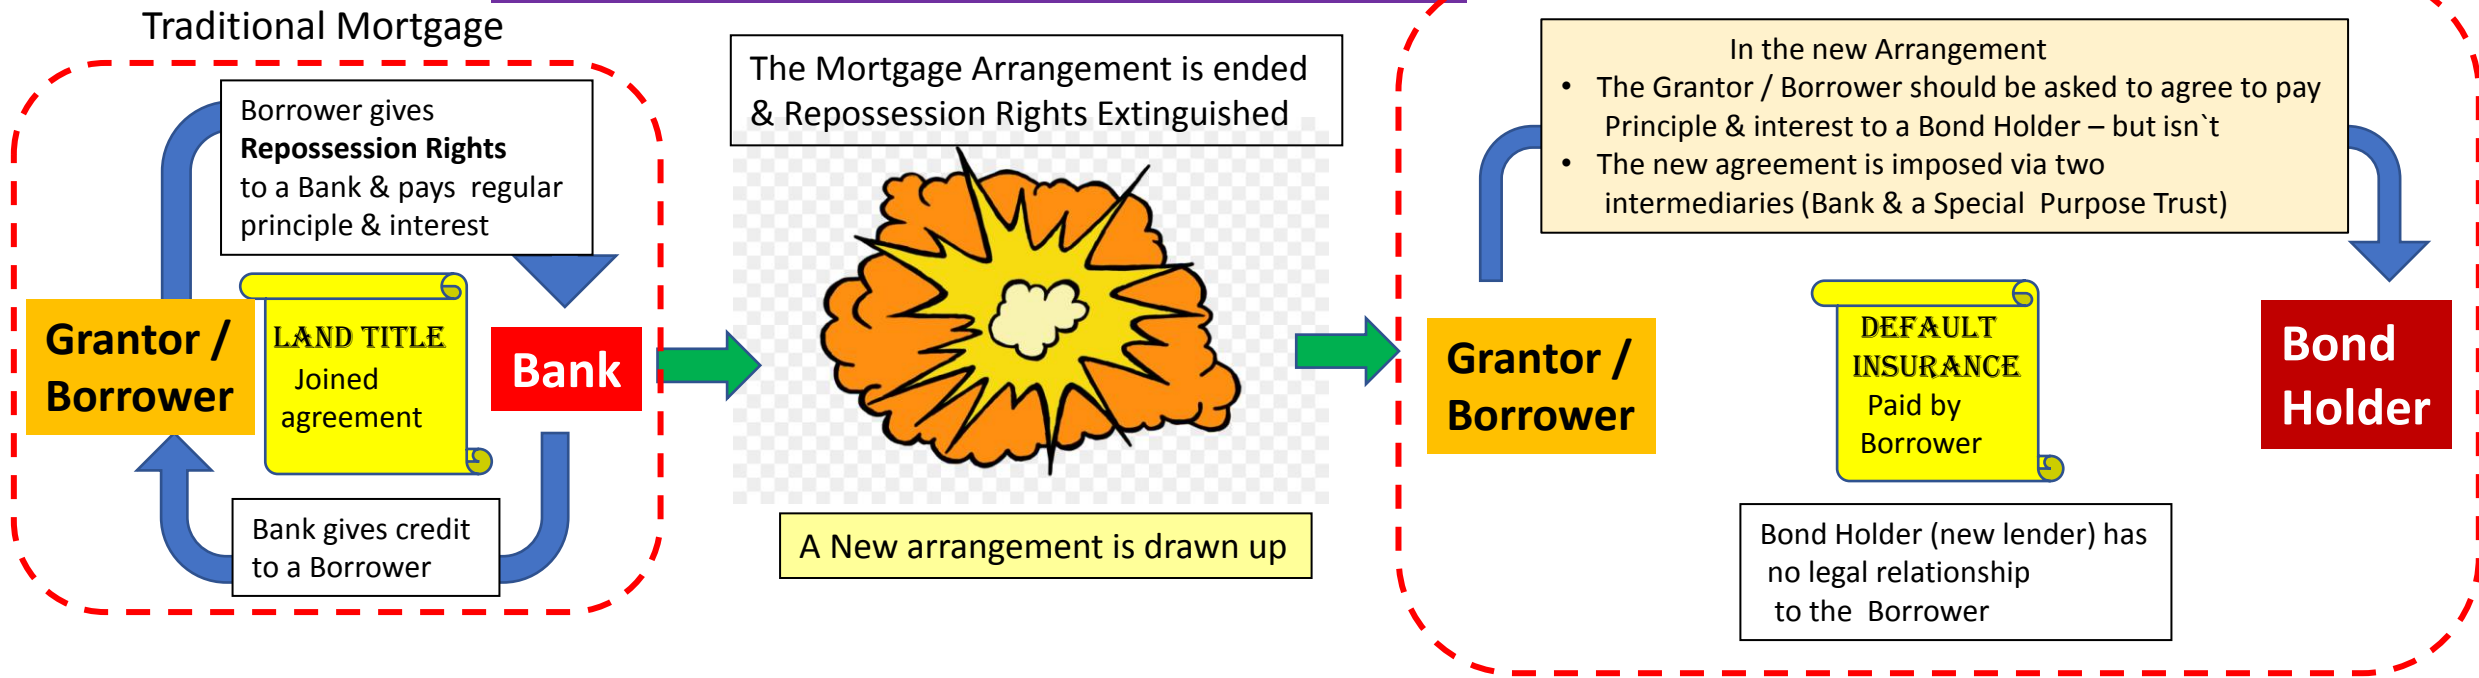 Traditional Mortgage
Borrower gives
Repossession Rights
to a Bank & pays regular
principle & interest
Grantor /
Borrower
LAND TITLE
Joined
agreement
Bank
Bank gives credit
to a Borrower
The Mortgage Arrangement is ended
& Repossession Rights Extinguished
A New arrangement is drawn up
In the new Arrangement
• The Grantor / Borrower should be asked to agree to pay
Principle & interest to a Bond Holder – but isn`t
• The new agreement is imposed via two
intermediaries (Bank & a Special Purpose Trust)
Grantor /
Borrower
DEFAULT
INSURANCE
Paid by
Borrower
Bond
Holder
Bond Holder (new lender) has
no legal relationship
to the Borrower